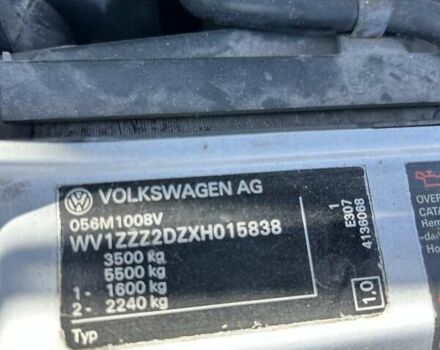 VOLKSWAGEN AG
056M1008V
WV1ZZZ2DZXH015838
3500 kg
5500 kg
1 - 1600 kg
2 - 2240 kg
Typ
1
E307
4136068
1,0
OVER
CATA
Rem